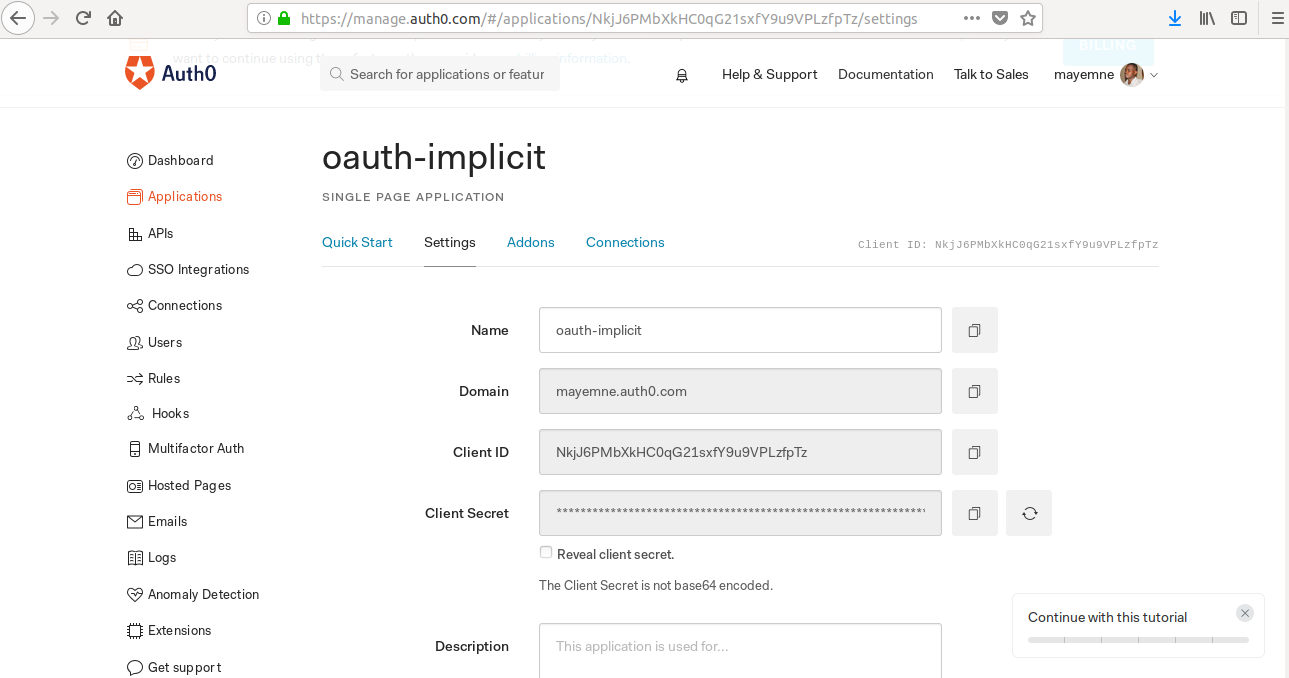 https://manage.auth0.com/#/applications/NkjJ6PMbXkHC0qG21sxfY9u9VPLzfpTz/settings
BILLING
want to continue using
information.
Auth0
Search for applications or featur
Help & Support
Documentation
Talk to Sales
mayemne
oauth-implicit
SINGLE PAGE APPLICATION
Quick Start
Settings
Addons
Connections
Client ID: NkjJ6PMbXkHC0qG21sxfY9u9VPLzfpTz
Dashboard
Applications
APIs
SSO Integrations
Connections
Users
Rules
Hooks
Multifactor Auth
Hosted Pages
Emails
Logs
Anomaly Detection
Extensions
Get support
Name
oauth-implicit
Domain
mayemne.auth0.com
Client ID
NkjJ6PMbXkHC0qG21sxfY9u9VPLzfpTz
Client Secret
****************************************************************
Reveal client secret.
The Client Secret is not base64 encoded.
Description
This application is used for...
Continue with this tutorial